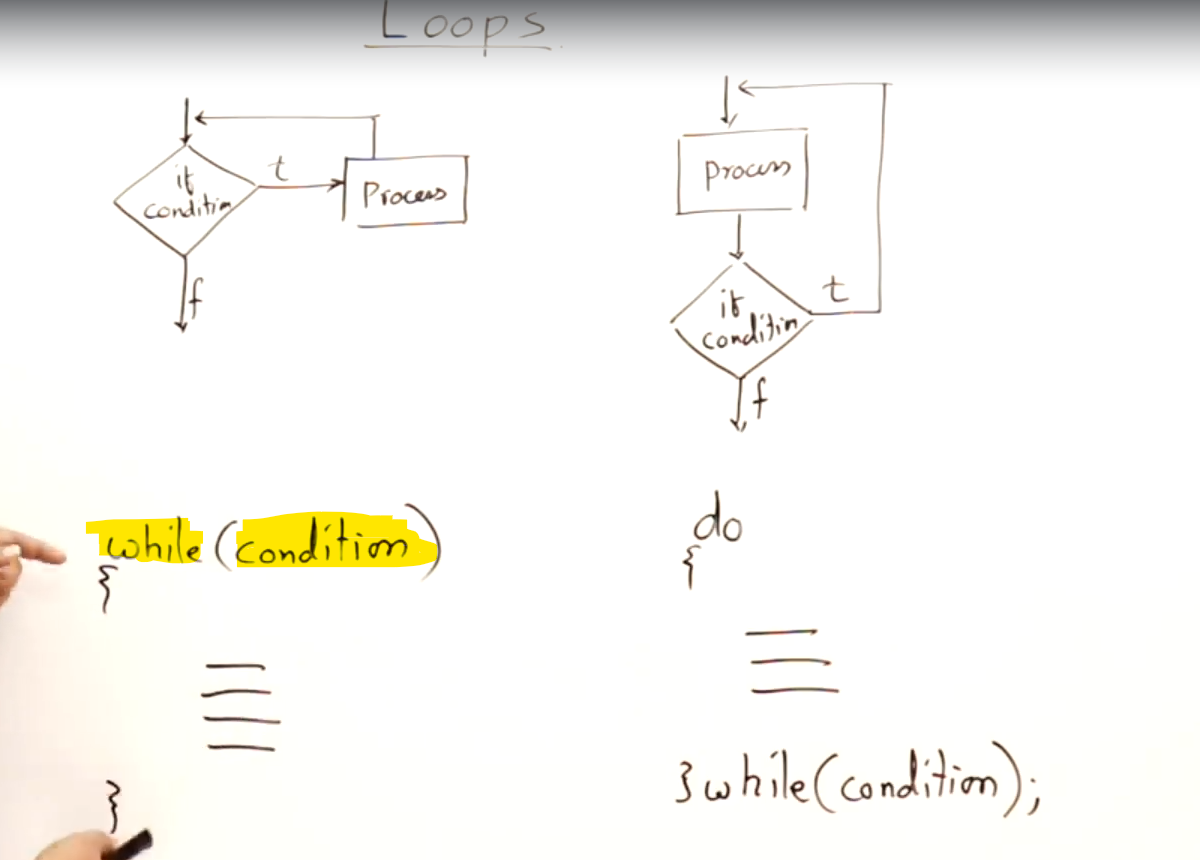 Loops
if
condition
t
Process
f
Process
if
condition
t
f
while (condition)
{
}
do
{
} while (condition);